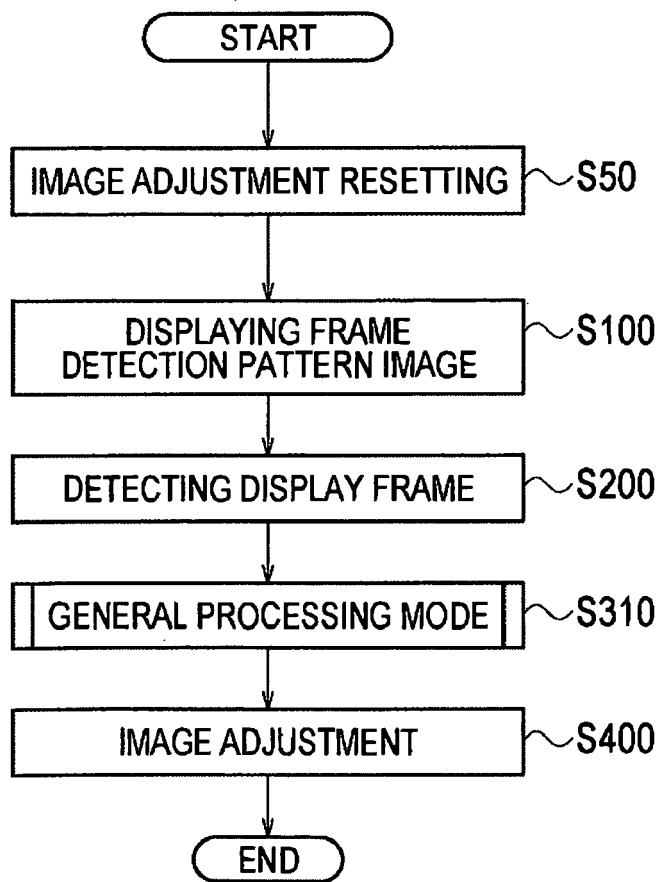 START
IMAGE ADJUSTMENT RESETTING
S50
DISPLAYING FRAME
DETECTION PATTERN IMAGE
S100
DETECTING DISPLAY FRAME
S200
GENERAL PROCESSING MODE
S310
IMAGE ADJUSTMENT
S400
END